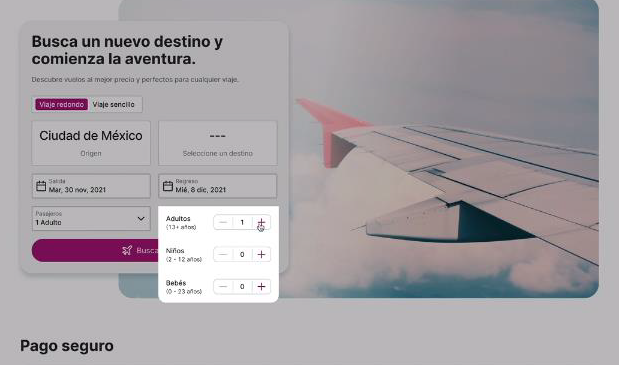 Busca un nuevo destino y
comienza la aventura.
Descubre vuelos al mejor precio y perfectos para cualquier viaje.
Viaje redondo Viaje sencillo
Ciudad de México
Origen
---
Seleccione un destino
Salida
Mar, 30 nov, 2021
Regreso
Mié, 8 dic, 2021
Pasajeros
1 Adulto
Busca
Adultos
(13+ años)
— 1 +
Niños
(2 - 12 años)
— 0 +
Bebés
(0 - 23 años)
— 0 +
Pago seguro